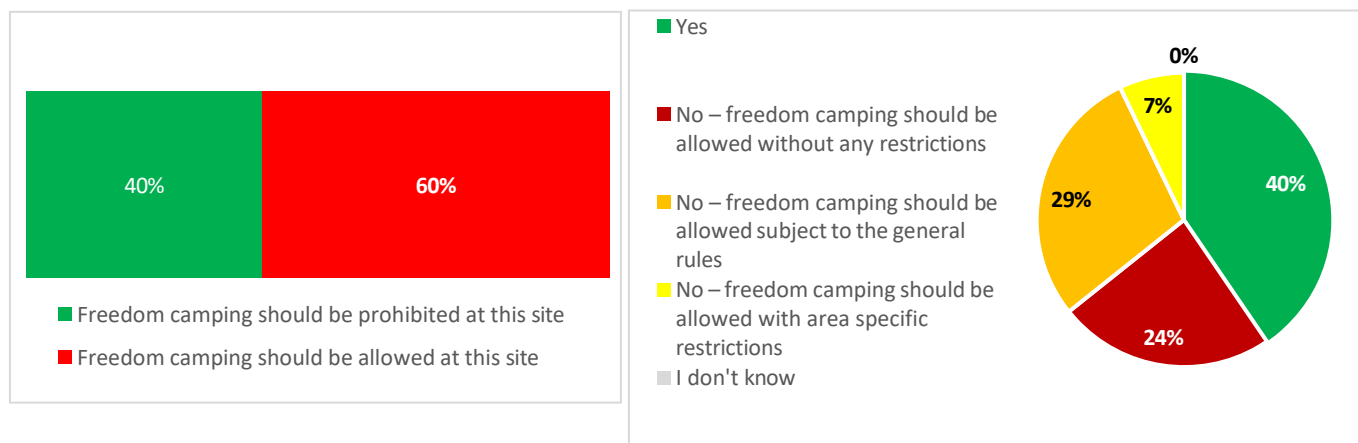 40%
60%
Freedom camping should be prohibited at this site
Freedom camping should be allowed at this site
Yes
No – freedom camping should be
allowed without any restrictions
No – freedom camping should be
allowed subject to the general
rules
No – freedom camping should be
allowed with area specific
restrictions
I don't know
0%
7%
40%
29%
24%